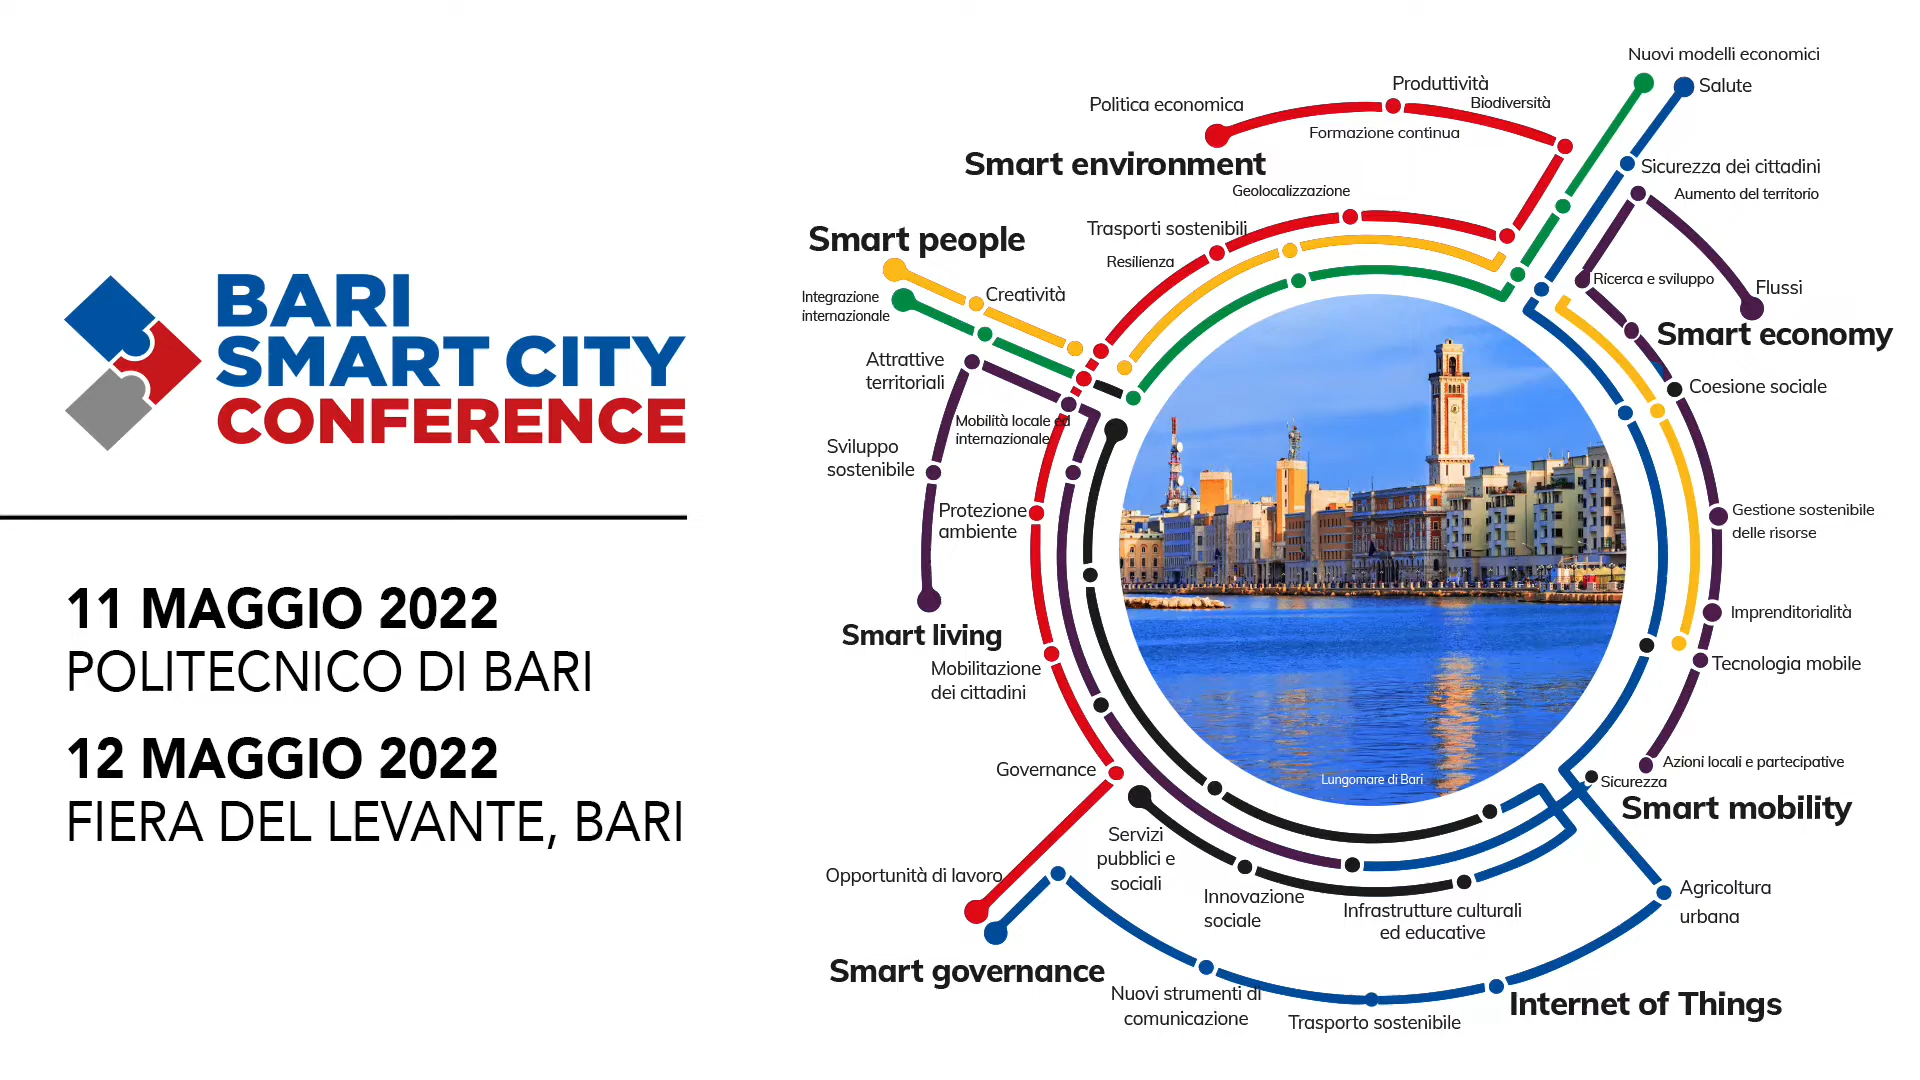 BARI
SMART CITY
CONFERENCE
11 MAGGIO 2022
POLITECNICO DI BARI
12 MAGGIO 2022
FIERA DEL LEVANTE, BARI
Nuovi modelli economici
Salute
Produttività
Biodiversità
Politica economica
Formazione continua
Smart environment
Sicurezza dei cittadini
Aumento del territorio
Geolocalizzazione
Trasporti sostenibili
Resilienza
Smart people
Creatività
Integrazione
internazionale
Ricerca e sviluppo
Flussi
Smart economy
Attrattive
territoriali
Coesione sociale
Mobilità locale ed
internazionale
Sviluppo
sostenibile
Protezione
ambiente
Gestione sostenibile
delle risorse
Imprenditorialità
Smart living
Mobilitazione
dei cittadini
Tecnologia mobile
Governance
Azioni locali e partecipative
Sicurezza
Lungomare di Bari
Smart mobility
Servizi
pubblici e
sociali
Opportunità di lavoro
Innovazione
sociale
Infrastrutture culturali
ed educative
Agricoltura
urbana
Smart governance
Nuovi strumenti di
comunicazione
Trasporto sostenibile
Internet of Things